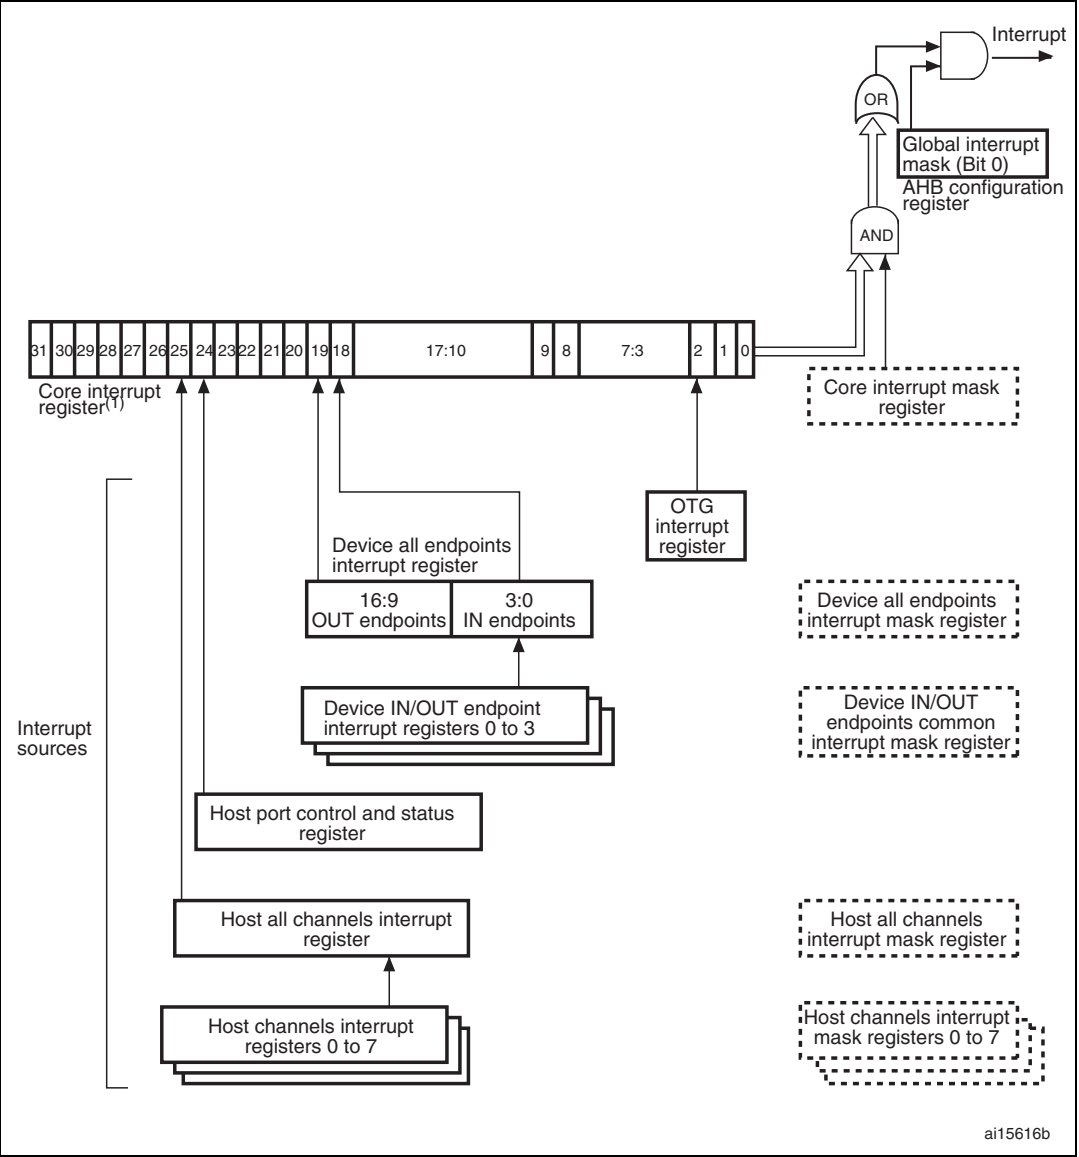 Interrupt
OR
Global interrupt
mask (Bit 0)
AHB configuration
register
AND
31 30 29 28 27 26 25 24 23 22 21 20 19 18 17:10 9 8 7:3 2 1 0
Core interrupt
register(1)
Core interrupt mask
register
OTG
interrupt
register
Device all endpoints
interrupt register
16:9
OUT endpoints
3:0
IN endpoints
Device all endpoints
interrupt mask register
Device IN/OUT endpoint
interrupt registers 0 to 3
Device IN/OUT
endpoints common
interrupt mask register
Interrupt
sources
Host port control and status
register
Host all channels interrupt
register
Host all channels
interrupt mask register
Host channels interrupt
registers 0 to 7
Host channels interrupt
mask registers 0 to 7
ai15616b